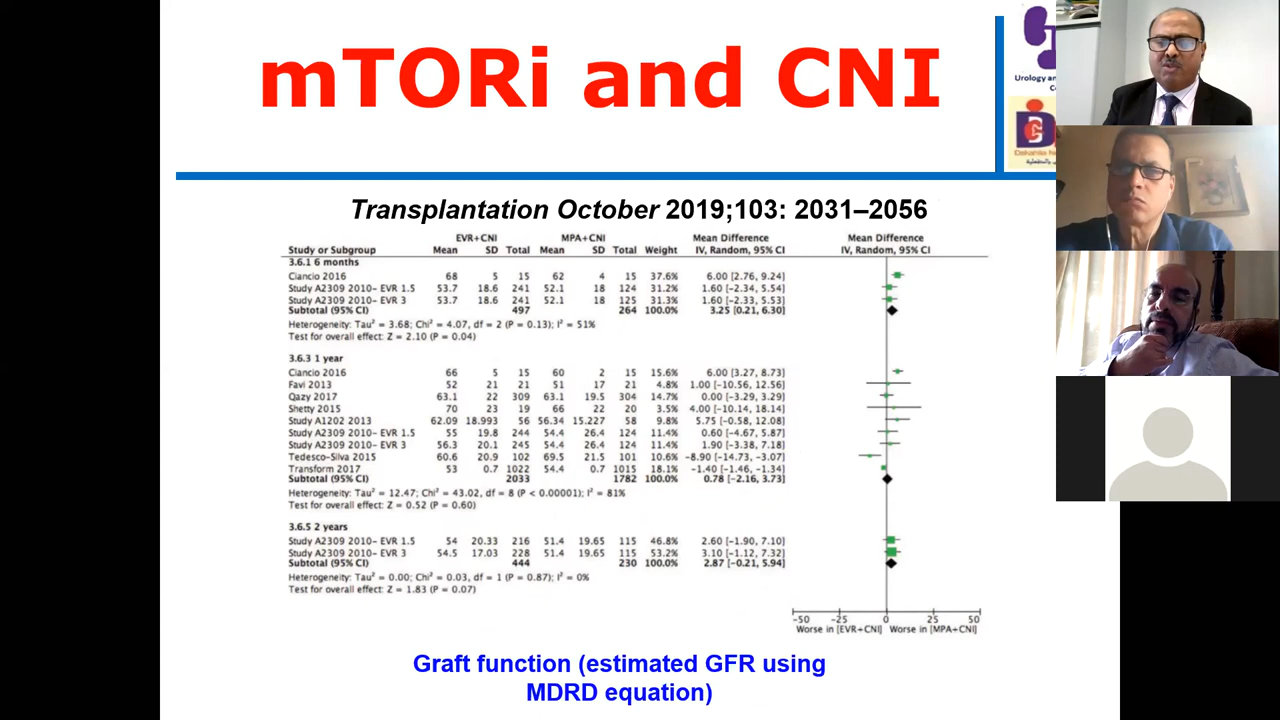 mTORi and CNI
Urology and
Transplantation October 2019;103: 2031–2056
EVR+CNI MPA+CNI Mean Difference Mean Difference
Study or Subgroup Mean SD Total Mean SD Total Weight IV, Random, 95% CI IV, Random, 95% CI
3.6.1 6 months
Ciancio 2016 68 5 15 62 4 15 37.6% 6.00 [2.76, 9.24]
Study A2309 2010- EVR 1.5 53.7 18.6 241 52.1 18 124 31.2% 1.60 [-2.34, 5.54]
Study A2309 2010- EVR 3 53.7 18.6 241 52.1 18 125 31.3% 1.60 [-2.33, 5.53]
Subtotal (95% CI) 497 264 100.0% 3.25 [0.21, 6.30]
Heterogeneity: Tau² = 3.68; Chi² = 4.07, df = 2 (P = 0.13); I² = 51%
Test for overall effect: Z = 2.10 (P = 0.04)
3.6.3 1 year
Ciancio 2016 66 5 15 60 2 15 15.6% 6.00 [3.27, 8.73]
Favi 2013 52 21 21 51 17 21 4.8% 1.00 [-10.56, 12.56]
Qazy 2017 63.1 22 309 63.1 19.5 304 14.7% 0.00 [-3.29, 3.29]
Shetty 2015 70 23 19 66 22 20 3.5% 4.00 [-10.14, 18.14]
Study A1202 2013 62.09 18.993 56 56.34 15.227 58 9.8% 5.75 [-0.58, 12.08]
Study A2309 2010- EVR 1.5 55 19.8 244 54.4 26.4 124 11.4% 0.60 [-4.67, 5.87]
Study A2309 2010- EVR 3 56.3 20.1 245 54.4 26.4 124 11.4% 1.90 [-3.38, 7.18]
Tedesco-Silva 2015 60.6 20.9 102 69.5 21.5 101 10.6% -8.90 [-14.73, -3.07]
Transform 2017 53 0.7 1022 54.4 0.7 1015 18.1% -1.40 [-1.46, -1.34]
Subtotal (95% CI) 2033 1782 100.0% 0.78 [-2.16, 3.73]
Heterogeneity: Tau² = 12.47; Chi² = 43.02, df = 8 (P < 0.00001); I² = 81%
Test for overall effect: Z = 0.52 (P = 0.60)
3.6.5 2 years
Study A2309 2010- EVR 1.5 54 20.33 216 51.4 19.65 115 46.8% 2.60 [-1.90, 7.10]
Study A2309 2010- EVR 3 54.5 17.03 228 51.4 19.65 115 53.2% 3.10 [-1.12, 7.32]
Subtotal (95% CI) 444 230 100.0% 2.87 [-0.21, 5.94]
Heterogeneity: Tau² = 0.00; Chi² = 0.03, df = 1 (P = 0.87); I² = 0%
Test for overall effect: Z = 1.83 (P = 0.07)
-50 -25 0 25 50
Worse in [EVR+CNI] Worse in [MPA+CNI]
Graft function (estimated GFR using
MDRD equation)